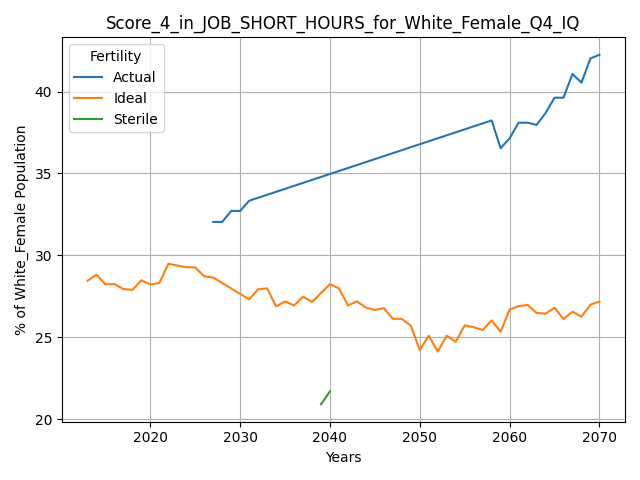 Score_4_in_JOB_SHORT_HOURS_for_White_Female_Q4_IQ
Fertility
Actual
Ideal
Sterile
% of White_Female Population
40
35
30
25
20
2020 2030 2040 2050 2060 2070
Years